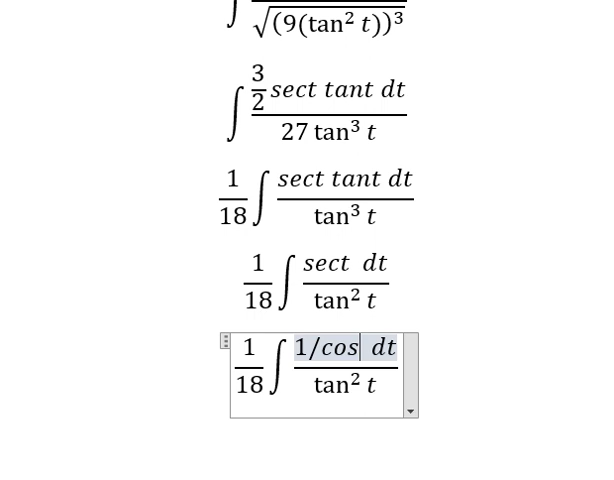 ∫ √(9(tan² t))³
∫ 3/2 sect tant dt / 27 tan³ t
1/18 ∫ sect tant dt / tan³ t
1/18 ∫ sect dt / tan² t
1/18 ∫ 1/cos dt / tan² t